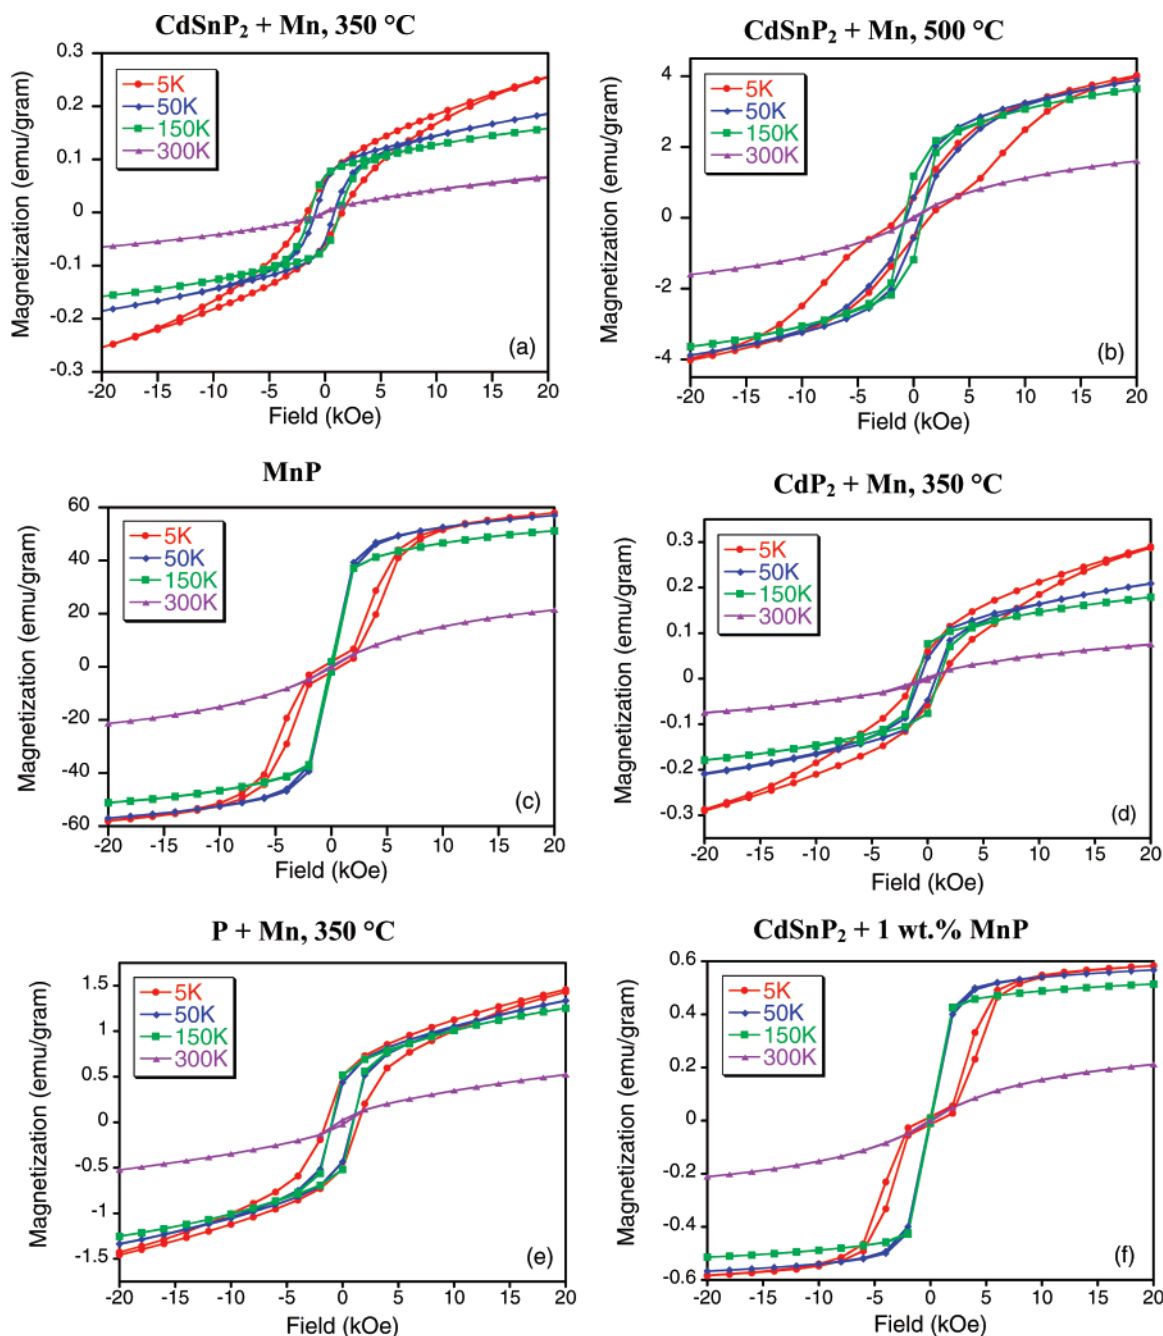 CdSnP₂ + Mn, 350 °C
0.3
0.2
0.1
0
-0.1
-0.2
-0.3
Magnetization (emu/gram)
5K
50K
150K
300K
(a)
-20 -15 -10 -5 0 5 10 15 20
Field (kOe)
CdSnP₂ + Mn, 500 °C
4
2
0
-2
-4
Magnetization (emu/gram)
5K
50K
150K
300K
(b)
-20 -15 -10 -5 0 5 10 15 20
Field (kOe)
MnP
60
40
20
0
-20
-40
-60
Magnetization (emu/gram)
5K
50K
150K
300K
(c)
-20 -15 -10 -5 0 5 10 15 20
Field (kOe)
CdP₂ + Mn, 350 °C
0.3
0.2
0.1
0
-0.1
-0.2
-0.3
Magnetization (emu/gram)
5K
50K
150K
300K
(d)
-20 -15 -10 -5 0 5 10 15 20
Field (kOe)
P + Mn, 350 °C
1.5
1
0.5
0
-0.5
-1
-1.5
Magnetization (emu/gram)
5K
50K
150K
300K
(e)
-20 -15 -10 -5 0 5 10 15 20
Field (kOe)
CdSnP₂ + 1 wt.% MnP
0.6
0.4
0.2
0
-0.2
-0.4
-0.6
Magnetization (emu/gram)
5K
50K
150K
300K
(f)
-20 -15 -10 -5 0 5 10 15 20
Field (kOe)